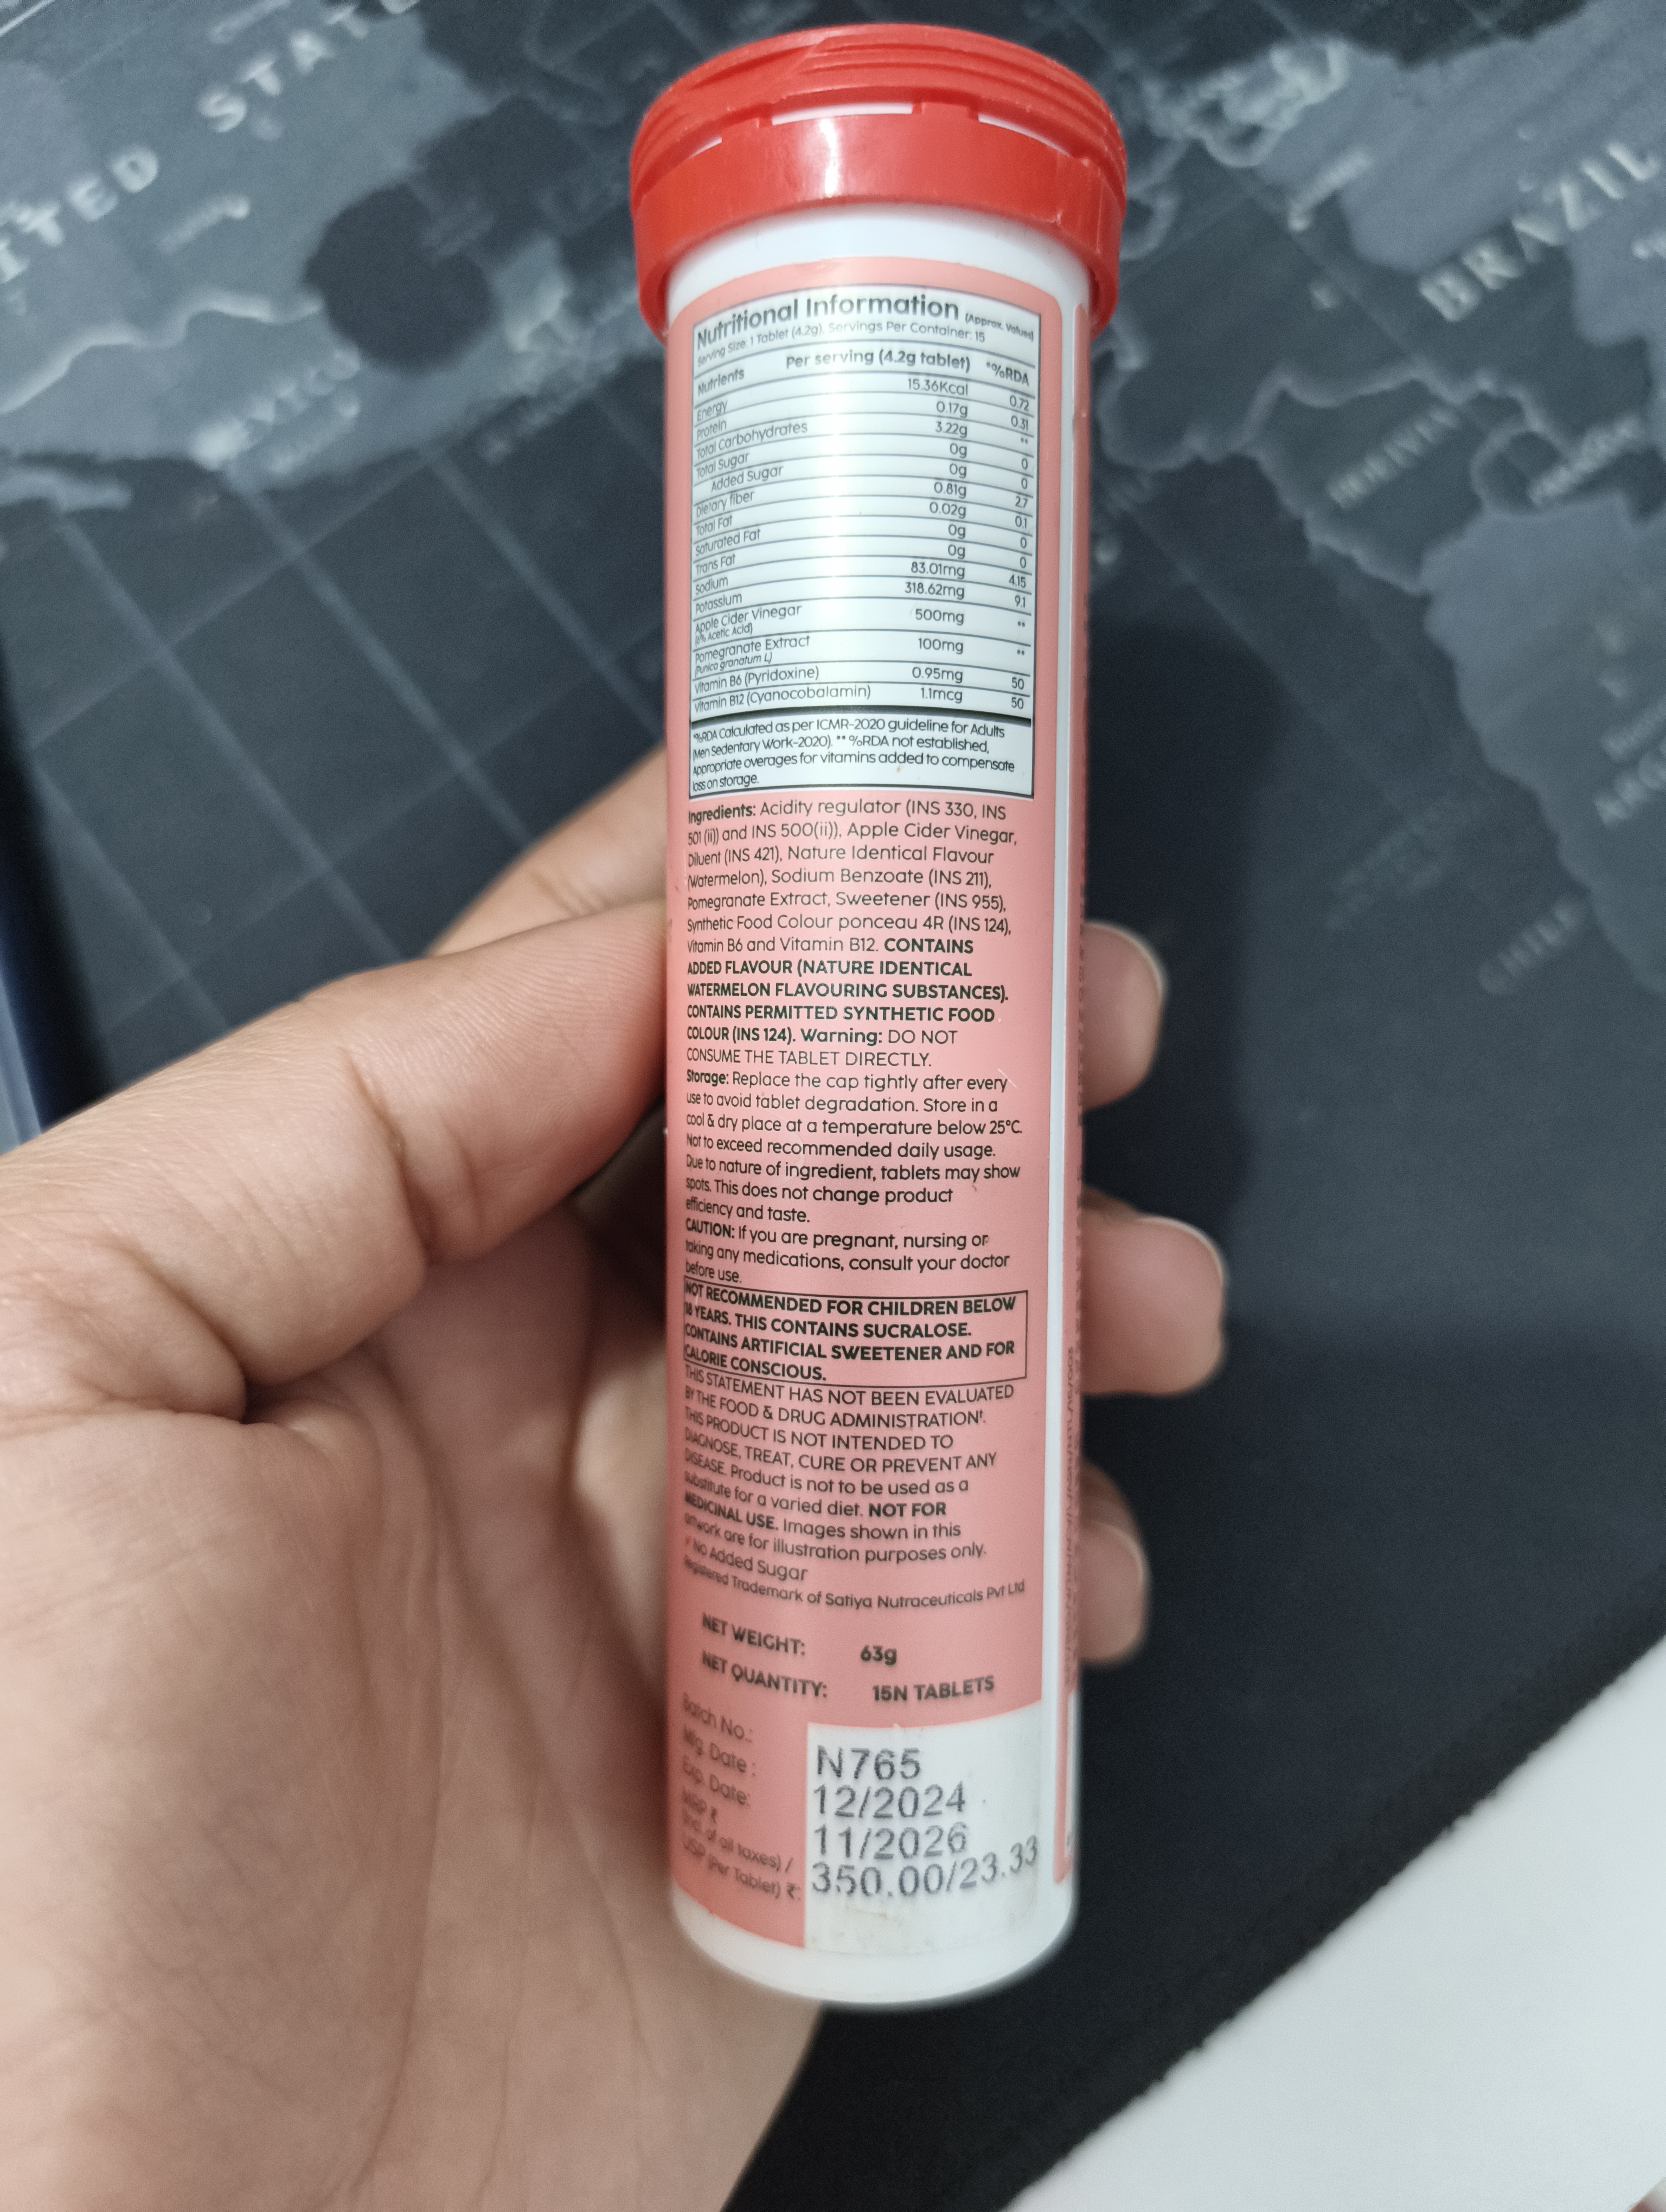 UNITED STATES
MEXICO
BRAZIL
BOLIVIA
CHILE
Nutritional Information (Approx. Values)
Serving Size: 1 Tablet (4.2g), Servings Per Container: 15
Nutrients Per serving (4.2g tablet) *%RDA
Energy 15.36Kcal 0.72
Protein 0.17g 0.31
Total Carbohydrates 3.22g **
Total Sugar 0g 0
Added Sugar 0g 0
Dietary fiber 0.81g 2.7
Total Fat 0.02g 0.1
Saturated Fat 0g 0
Trans Fat 0g 0
Sodium 83.01mg 4.15
Potassium 318.62mg 9.1
Apple Cider Vinegar 500mg **
Acetic Acid)
Pomegranate Extract 100mg **
(Punica granatum L)
Vitamin B6 (Pyridoxine) 0.95mg 50
Vitamin B12 (Cyanocobalamin) 1.1mcg 50
*%RDA Calculated as per ICMR-2020 guideline for Adults
(Men Sedentary Work-2020). ** %RDA not established,
Appropriate overages for vitamins added to compensate
loss on storage.
Ingredients: Acidity regulator (INS 330, INS
501 (ii)) and INS 500(ii)), Apple Cider Vinegar,
Diluent (INS 421), Nature Identical Flavour
(Watermelon), Sodium Benzoate (INS 211),
Pomegranate Extract, Sweetener (INS 955),
Synthetic Food Colour ponceau 4R (INS 124),
Vitamin B6 and Vitamin B12. CONTAINS
ADDED FLAVOUR (NATURE IDENTICAL
WATERMELON FLAVOURING SUBSTANCES).
CONTAINS PERMITTED SYNTHETIC FOOD
COLOUR (INS 124). Warning: DO NOT
CONSUME THE TABLET DIRECTLY.
Storage: Replace the cap tightly after every
use to avoid tablet degradation. Store in a
cool & dry place at a temperature below 25°C.
Not to exceed recommended daily usage.
Due to nature of ingredient, tablets may show
spots. This does not change product
efficiency and taste.
CAUTION: If you are pregnant, nursing or
taking any medications, consult your doctor
before use.
NOT RECOMMENDED FOR CHILDREN BELOW
18 YEARS. THIS CONTAINS SUCRALOSE.
CONTAINS ARTIFICIAL SWEETENER AND FOR
CALORIE CONSCIOUS.
THIS STATEMENT HAS NOT BEEN EVALUATED
BY THE FOOD & DRUG ADMINISTRATION†.
THIS PRODUCT IS NOT INTENDED TO
DIAGNOSE, TREAT, CURE OR PREVENT ANY
DISEASE. Product is not to be used as a
substitute for a varied diet. NOT FOR
MEDICINAL USE. Images shown in this
artwork are for illustration purposes only.
No Added Sugar
Registered Trademark of Satiya Nutraceuticals Pvt Ltd
NET WEIGHT: 63g
NET QUANTITY: 15N TABLETS
Batch No.: N765
Mfg. Date: 12/2024
Exp. Date: 11/2026
MRP ₹
(Incl. of all taxes) /
USP (Per Tablet) ₹: 350.00/23.33